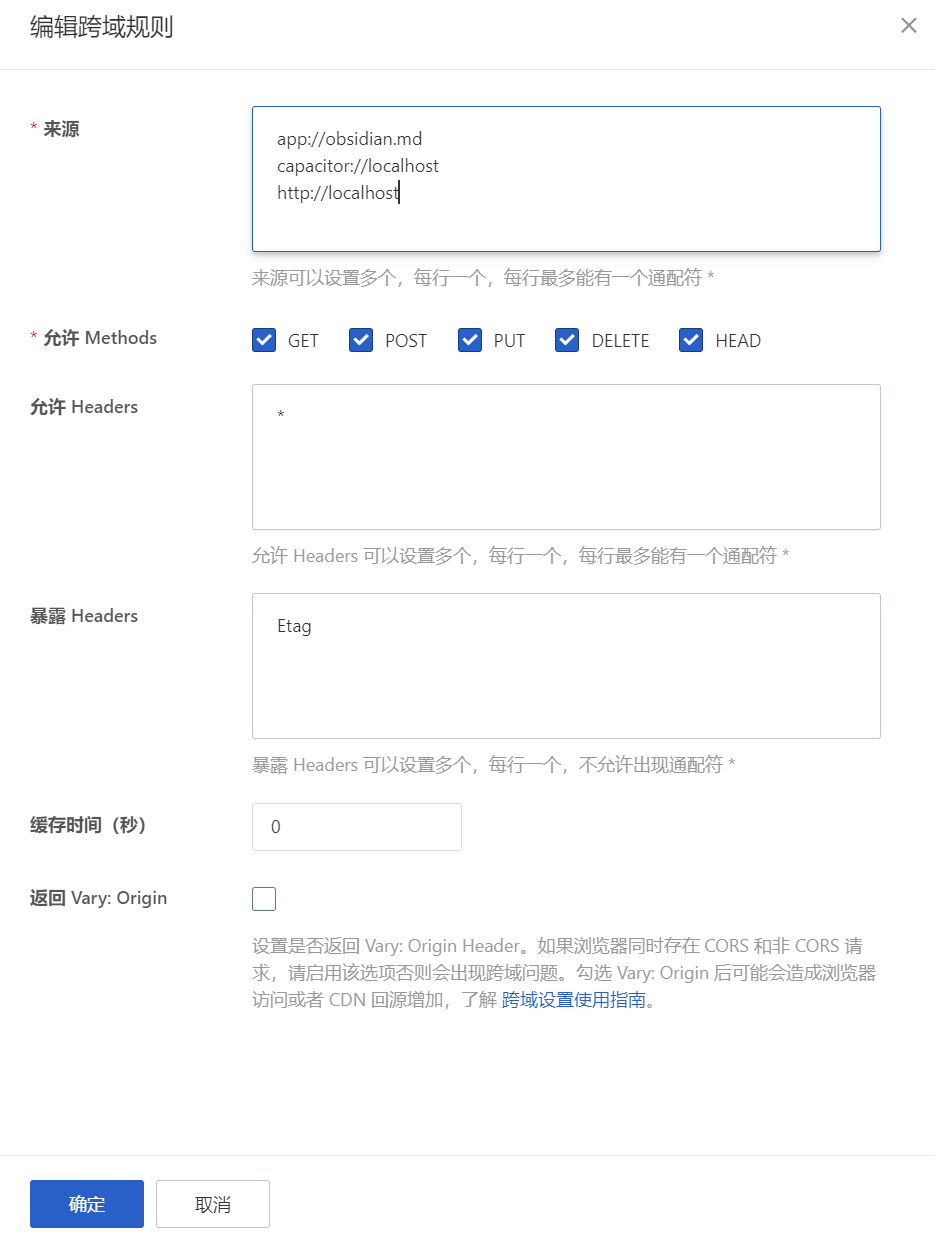 编辑跨域规则
* 来源
app://obsidian.md
capacitor://localhost
http://localhost
来源可以设置多个，每行一个，每行最多能有一个通配符 *
* 允许 Methods
GET POST PUT DELETE HEAD
允许 Headers
*
允许 Headers 可以设置多个，每行一个，每行最多能有一个通配符 *
暴露 Headers
Etag
暴露 Headers 可以设置多个，每行一个，不允许出现通配符 *
缓存时间（秒）
0
返回 Vary: Origin
设置是否返回 Vary: Origin Header。如果浏览器同时存在 CORS 和非 CORS 请
求，请启用该选项否则会出现跨域问题。勾选 Vary: Origin 后可能会造成浏览器
访问或者 CDN 回源增加，了解 跨域设置使用指南。
确定 取消